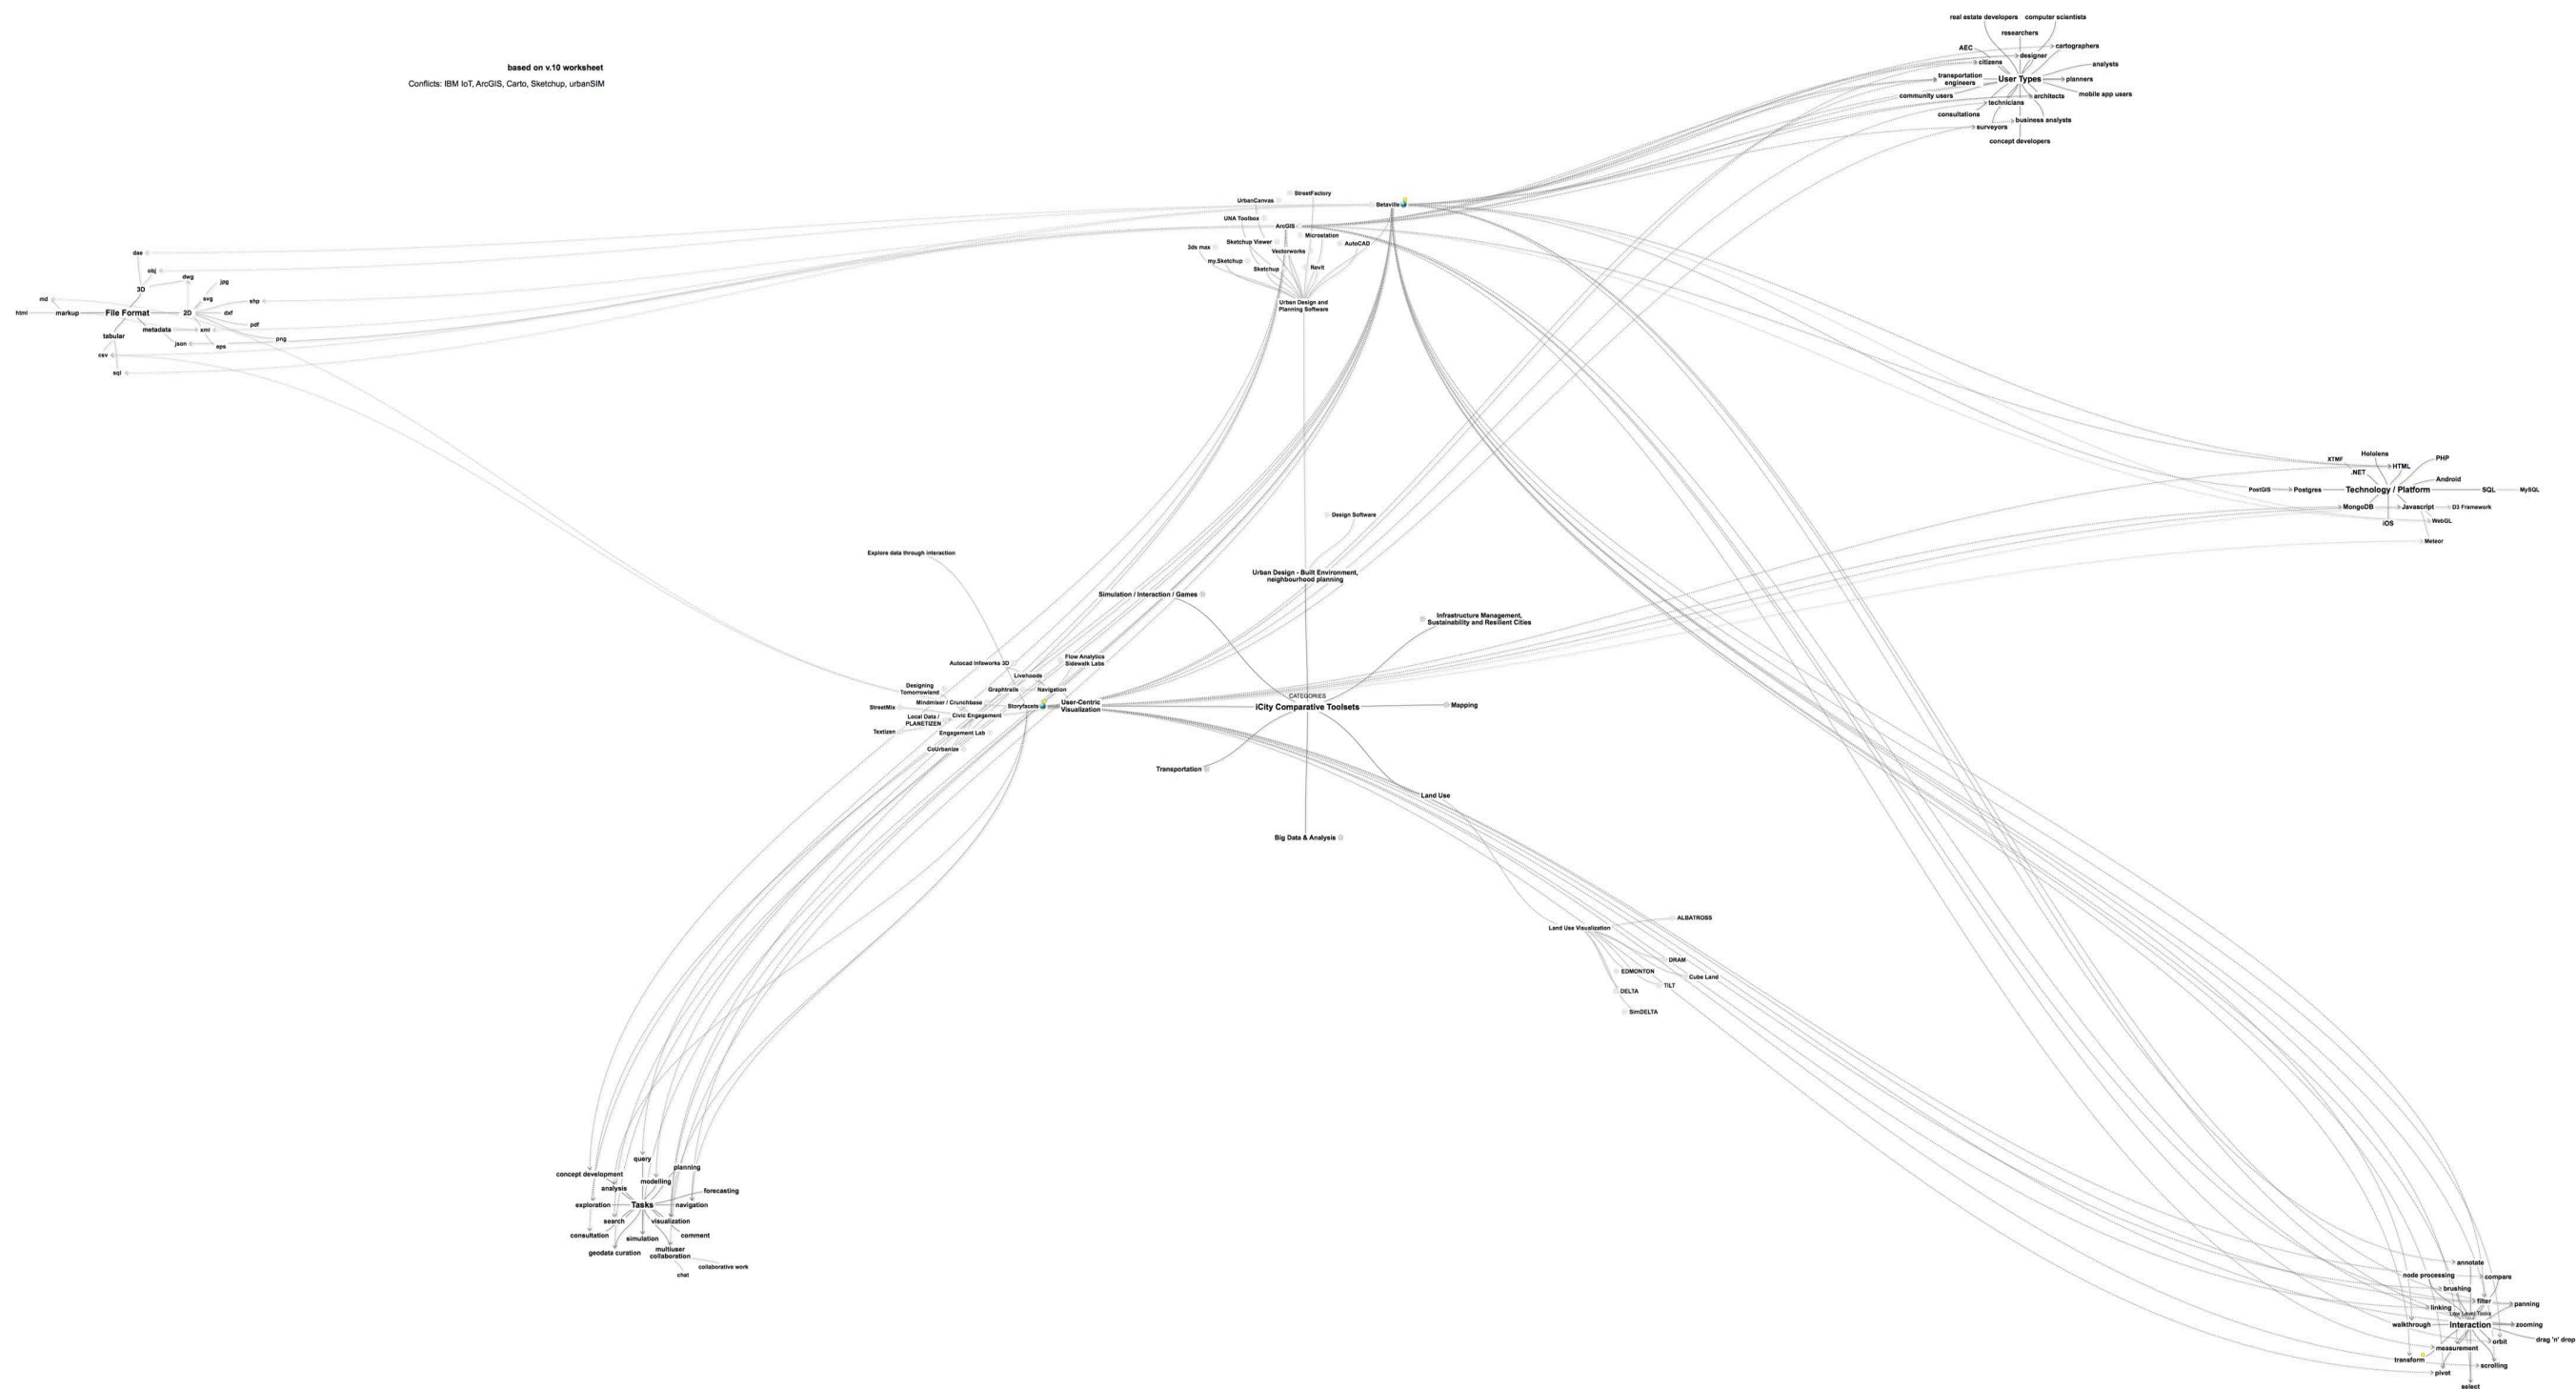 based on v.10 worksheet
Conflicts: IBM IoT, ArcGIS, Carto, Sketchup, urbanSIM
real estate developers
computer scientists
researchers
AEC
cartographers
designer
citizens
analysts
transportation
engineers
User Types
planners
community users
architects
mobile app users
technicians
consultations
business analysts
surveyors
concept developers
StreetFactory
UrbanCanvas
Betaville
UNA Toolbox
ArcGIS
Microstation
Sketchup Viewer
AutoCAD
3ds max
Vectorworks
my.Sketchup
Sketchup
Revit
Urban Design and
Planning Software
dae
obj
dwg
jpg
3D
svg
shp
md
html
markup
File Format
2D
dxf
pdf
metadata
xml
tabular
json
eps
png
csv
sql
Hololens
XTMF
HTML
PHP
.NET
Android
PostGIS
Postgres
Technology / Platform
SQL
MySQL
MongoDB
Javascript
D3 Framework
iOS
WebGL
Meteor
Design Software
Explore data through interaction
Urban Design - Built Environment,
neighbourhood planning
Simulation / Interaction / Games
Infrastructure Management,
Sustainability and Resilient Cities
Autocad Infaworks 3D
Flow Analytics
Sidewalk Labs
Livehoods
Designing
Tomorrowland
Graphtrails
Navigation
Mindmixer / Crunchbase
StreetMix
Storyfacets
User-Centric
Visualization
Local Data /
PLANETIZEN
Civic Engagement
Textizen
Engagement Lab
CoUrbanize
CATEGORIES
iCity Comparative Toolsets
Mapping
Transportation
Land Use
Big Data & Analysis
ALBATROSS
Land Use Visualization
DRAM
EDMONTON
Cube Land
TILT
DELTA
SimDELTA
query
planning
concept development
modelling
analysis
forecasting
exploration
Tasks
navigation
search
visualization
consultation
simulation
comment
geodata curation
multiuser
collaboration
collaborative work
chat
annotate
node processing
compare
brushing
filter
panning
linking
Low Level Tasks
walkthrough
Interaction
zooming
orbit
drag 'n' drop
measurement
transform
scrolling
pivot
select